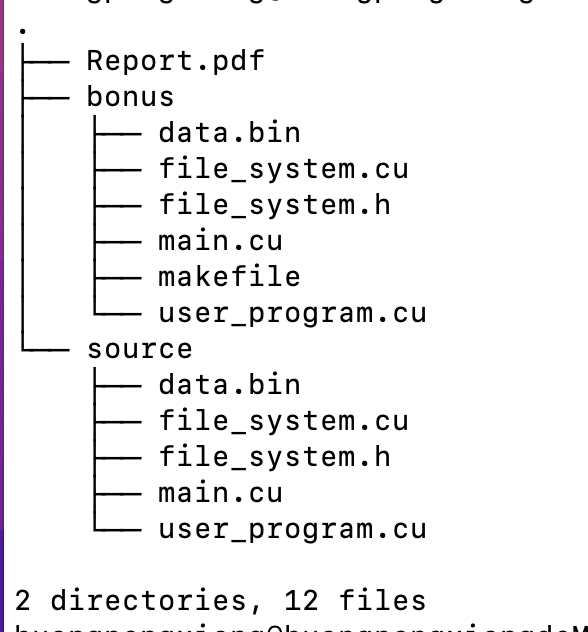 .
├── Report.pdf
├── bonus
│   ├── data.bin
│   ├── file_system.cu
│   ├── file_system.h
│   ├── main.cu
│   ├── makefile
│   └── user_program.cu
└── source
    ├── data.bin
    ├── file_system.cu
    ├── file_system.h
    ├── main.cu
    └── user_program.cu
2 directories, 12 files